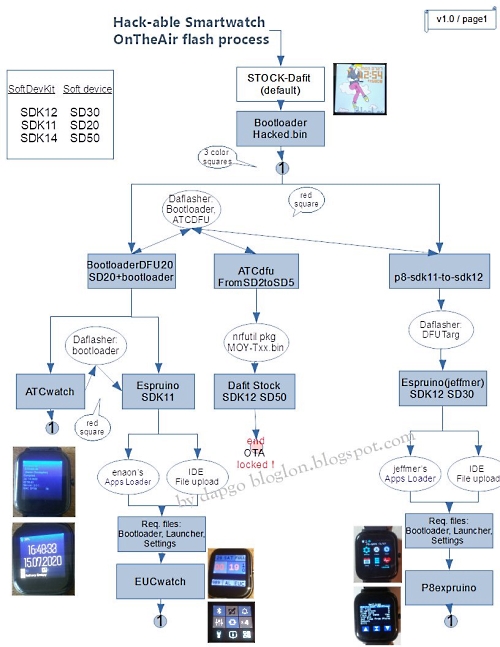 Hack-able Smartwatch
OnTheAir flash process
v1.0 / page1
SoftDevKit Soft device
SDK12 SD30
SDK11 SD20
SDK14 SD50
STOCK-Dafit
(default)
Bootloader
Hacked.bin
3 color
squares
1
Daflasher:
Bootloader,
ATCDFU
red
square
BootloaderDFU20
SD20+bootloader
ATCdfu
FromSD2toSD5
p8-sdk11-to-sdk12
Daflasher:
bootloader
nrfutil pkg
MOY-Txx.bin
Daflasher:
DFUTarg
ATCwatch
Espruino
SDK11
Dafit Stock
SDK12 SD50
Espruino(jeffmer)
SDK12 SD30
1
red
square
end
OTA
locked !
enaon's
Apps Loader
IDE
File upload
jeffmer's
Apps Loader
IDE
File upload
by dapgo bloglon.blogspot.com
Req. files:
Bootloader, Launcher,
Settings
Req. files:
Bootloader, Launcher,
Settings
16:48:38
15.07.2020
EUCwatch
P8expruino
1
1